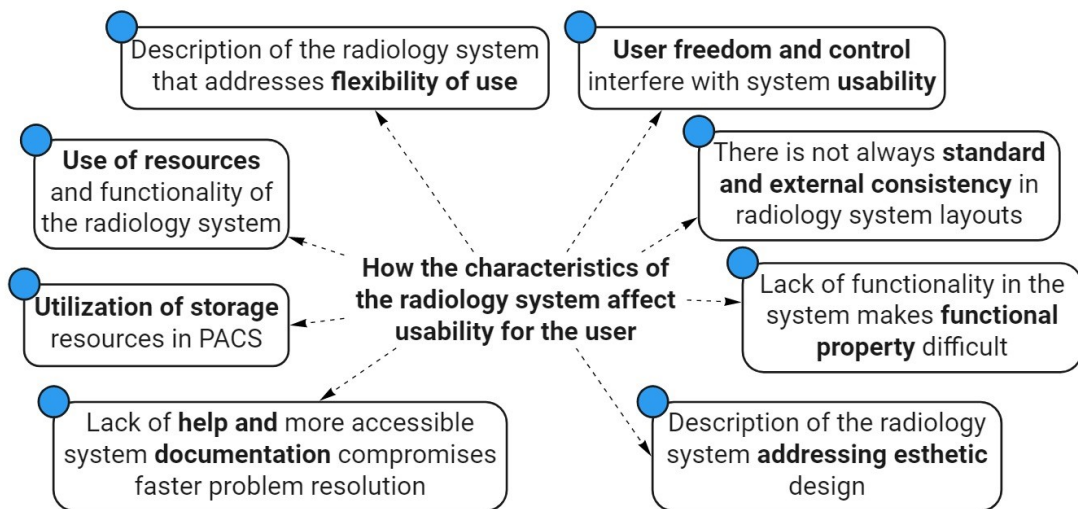 Description of the radiology system
that addresses flexibility of use
User freedom and control
interfere with system usability
Use of resources
and functionality of
the radiology system
There is not always standard
and external consistency in
radiology system layouts
How the characteristics of
the radiology system affect
usability for the user
Utilization of storage
resources in PACS
Lack of functionality in the
system makes functional
property difficult
Lack of help and more accessible
system documentation compromises
faster problem resolution
Description of the radiology
system addressing esthetic
design